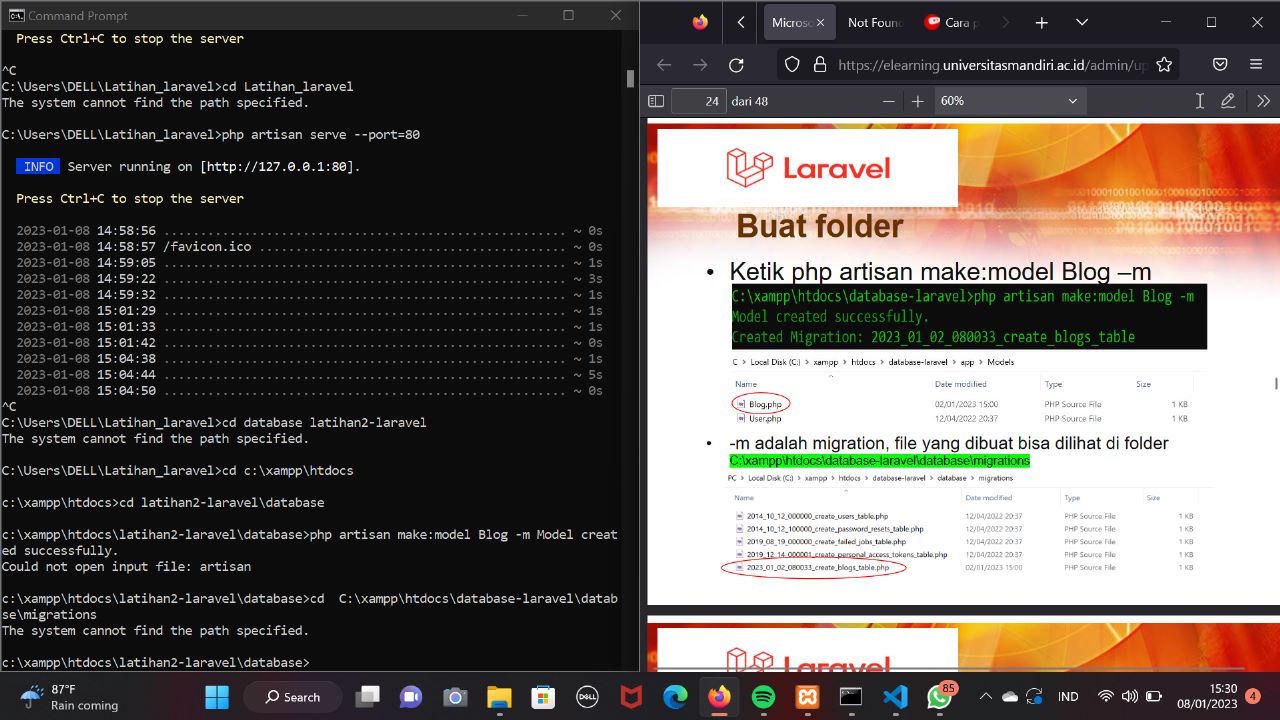 Command Prompt
Press Ctrl+C to stop the server
^C
C:\Users\DELL\Latihan_laravel>cd Latihan_laravel
The system cannot find the path specified.
C:\Users\DELL\Latihan_laravel>php artisan serve --port=80
INFO Server running on [http://127.0.0.1:80].
Press Ctrl+C to stop the server
2023-01-08 14:58:56 ~ 0s
2023-01-08 14:58:57 /favicon.ico ~ 0s
2023-01-08 14:59:05 ~ 1s
2023-01-08 14:59:22 ~ 3s
2023-01-08 14:59:32 ~ 1s
2023-01-08 15:01:29 ~ 1s
2023-01-08 15:01:33 ~ 1s
2023-01-08 15:01:42 ~ 0s
2023-01-08 15:04:38 ~ 1s
2023-01-08 15:04:44 ~ 5s
2023-01-08 15:04:50 ~ 0s
^C
C:\Users\DELL\Latihan_laravel>cd database latihan2-laravel
The system cannot find the path specified.
C:\Users\DELL\Latihan_laravel>cd c:\xampp\htdocs
c:\xampp\htdocs>cd latihan2-laravel\database
c:\xampp\htdocs\latihan2-laravel\database>php artisan make:model Blog -m Model creat
ed successfully.
Could not open input file: artisan
c:\xampp\htdocs\latihan2-laravel\database>cd  C:\xampp\htdocs\database-laravel\databa
se\migrations
The system cannot find the path specified.
c:\xampp\htdocs\latihan2-laravel\database>
Microso
Not Foun
Cara p
https://elearning.universitasmandiri.ac.id/admin/up
24 dari 48
60%
Laravel
Buat folder
• Ketik php artisan make:model Blog –m
C:\xampp\htdocs\database-laravel>php artisan make:model Blog -m
Model created successfully.
Created Migration: 2023_01_02_080033_create_blogs_table
C > Local Disk (C:) > xampp > htdocs > database-laravel > app > Models
Name Date modified Type Size
Blog.php 02/01/2023 15:00 PHP Source File 1 KB
User.php 12/04/2022 20:37 PHP Source File 1 KB
• -m adalah migration, file yang dibuat bisa dilihat di folder
C:\xampp\htdocs\database-laravel\database\migrations
PC > Local Disk (C:) > xampp > htdocs > database-laravel > database > migrations
Name Date modified Type Size
2014_10_12_000000_create_users_table.php 12/04/2022 20:37 PHP Source File 1 KB
2014_10_12_100000_create_password_resets_table.php 12/04/2022 20:37 PHP Source File 1 KB
2019_08_19_000000_create_failed_jobs_table.php 12/04/2022 20:37 PHP Source File 1 KB
2019_12_14_000001_create_personal_access_tokens_table.php 12/04/2022 20:37 PHP Source File 1 KB
2023_01_02_080033_create_blogs_table.php 02/01/2023 15:00 PHP Source File 1 KB
Laravel
87°F
Rain coming
Search
DELL
85
IND
15:30
08/01/2023
4